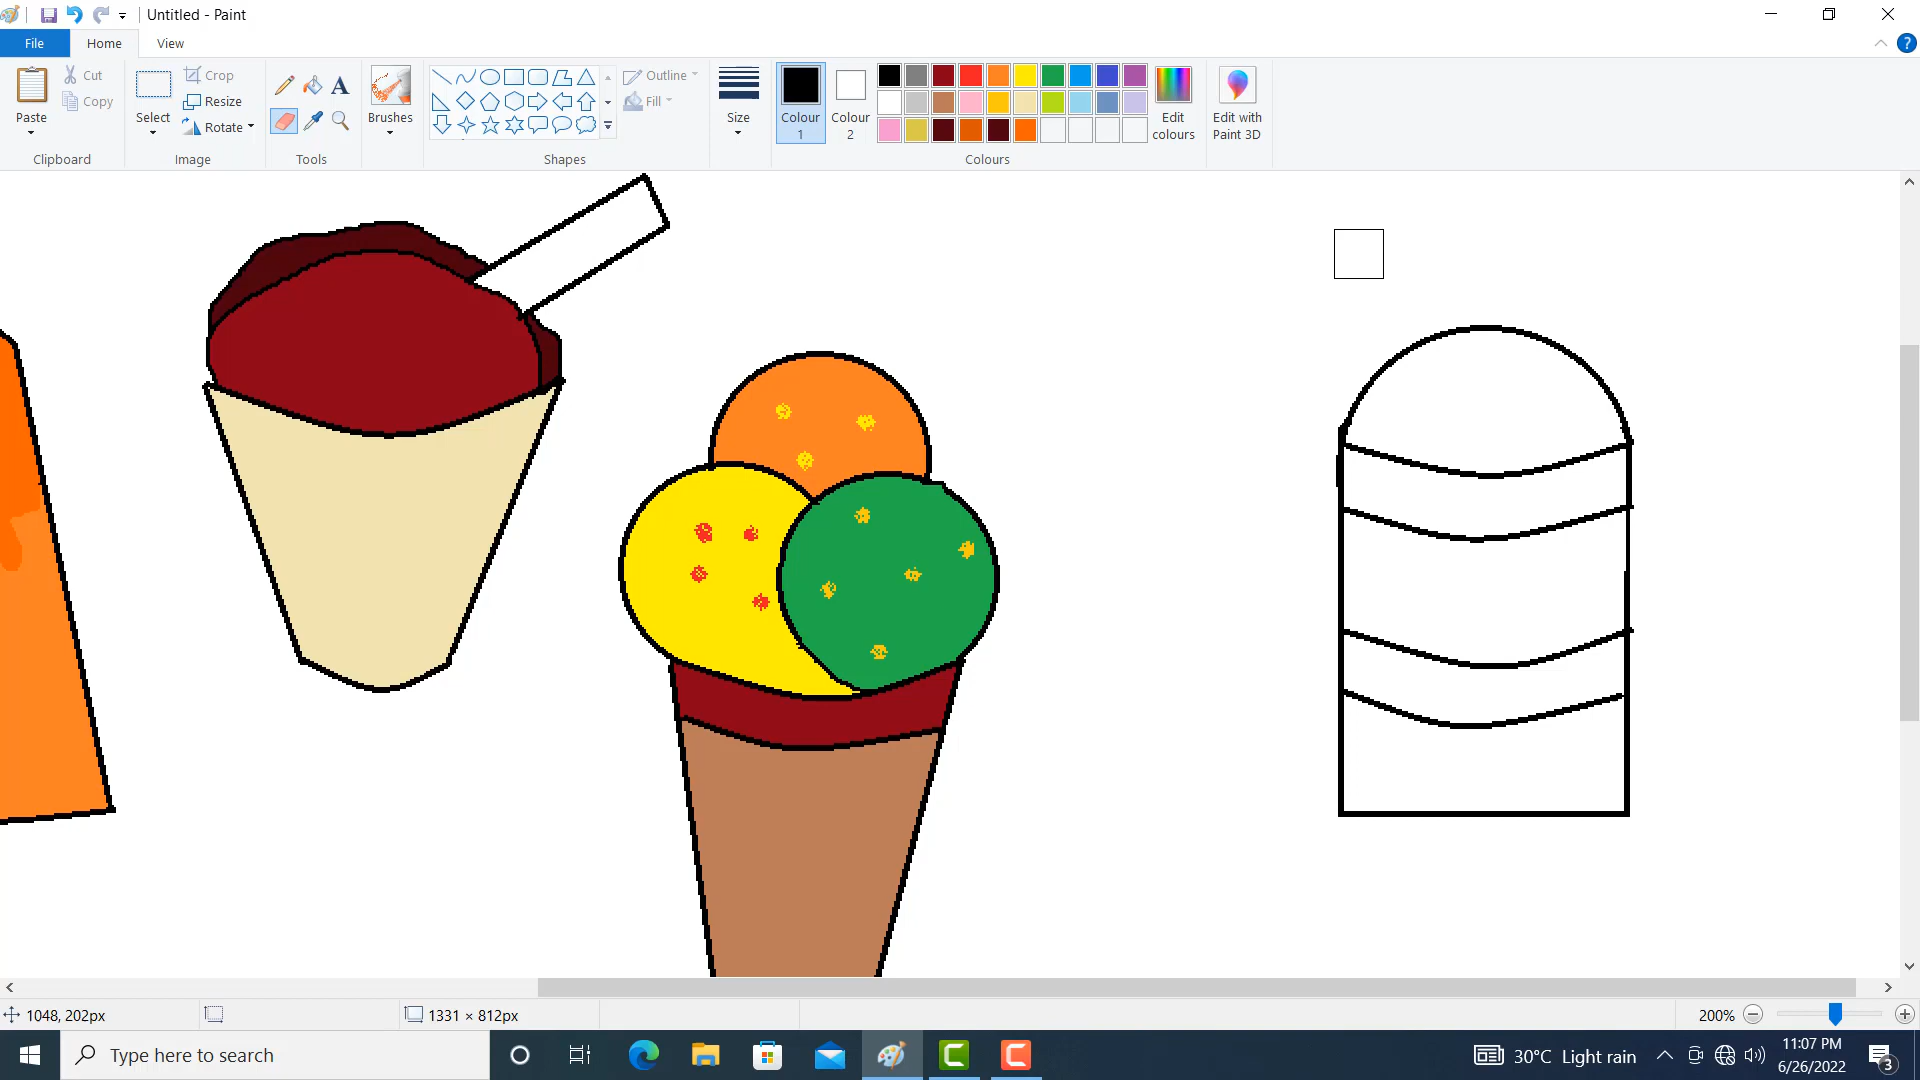 Untitled - Paint
File
Home
View
Paste
Cut
Copy
Clipboard
Select
Crop
Resize
Rotate
Image
A
Tools
Brushes
Shapes
Outline
Fill
Size
Colour 1
Colour 2
Colours
Edit colours
Edit with Paint 3D
?
1048, 202px
1331 × 812px
200%
Type here to search
30°C Light rain
11:07 PM
6/26/2022
3